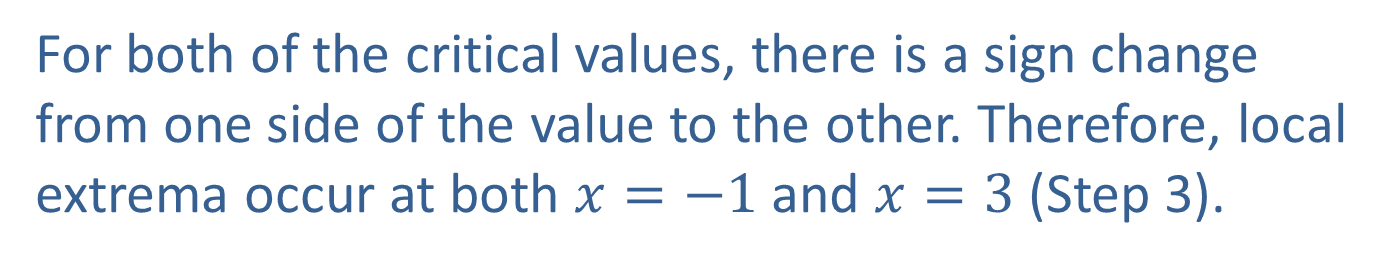 For both of the critical values, there is a sign change
from one side of the value to the other. Therefore, local
extrema occur at both x = −1 and x = 3 (Step 3).